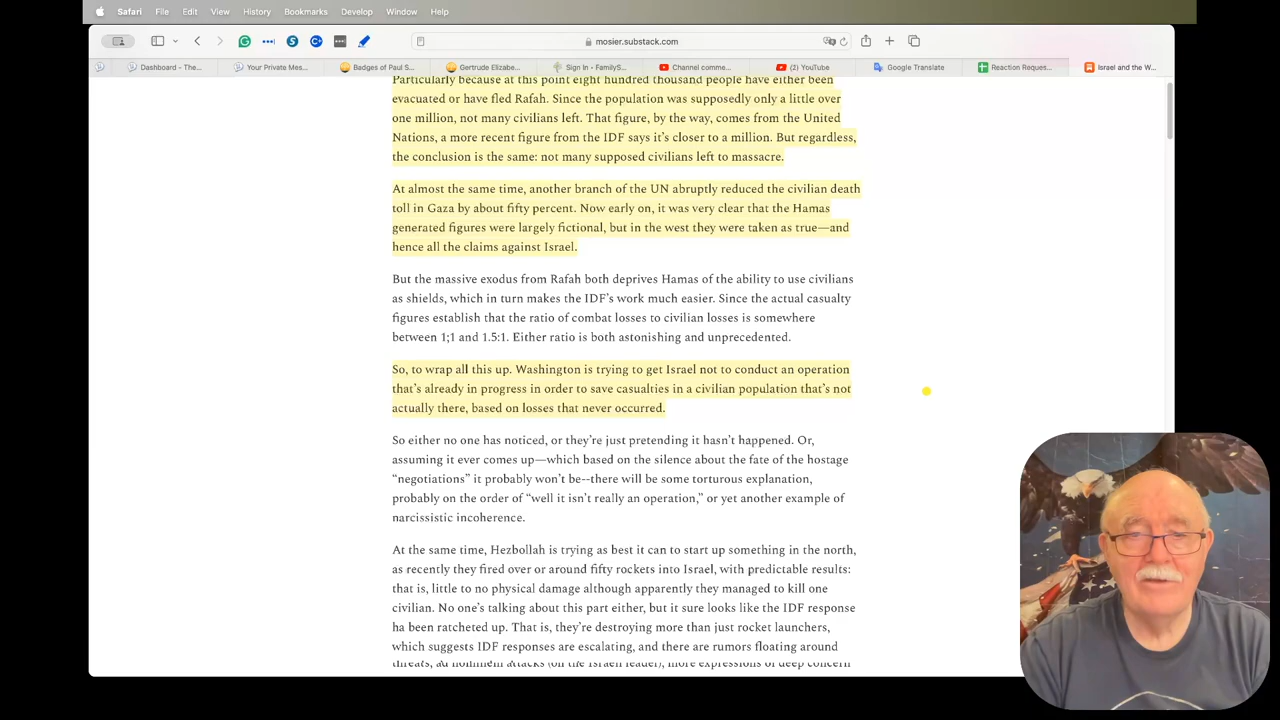 Safari File Edit View History Bookmarks Develop Window Help
mosier.substack.com
Dashboard - The... Your Private Mes... Badges of Paul S... Gertrude Elizabe... Sign In - FamilyS... Channel comme... (2) YouTube Google Translate Reaction Reques... Israel and the W...
Particularly because at this point eight hundred thousand people have either been
evacuated or have fled Rafah. Since the population was supposedly only a little over
one million, not many civilians left. That figure, by the way, comes from the United
Nations, a more recent figure from the IDF says it's closer to a million. But regardless,
the conclusion is the same: not many supposed civilians left to massacre.
At almost the same time, another branch of the UN abruptly reduced the civilian death
toll in Gaza by about fifty percent. Now early on, it was very clear that the Hamas
generated figures were largely fictional, but in the west they were taken as true—and
hence all the claims against Israel.
But the massive exodus from Rafah both deprives Hamas of the ability to use civilians
as shields, which in turn makes the IDF's work much easier. Since the actual casualty
figures establish that the ratio of combat losses to civilian losses is somewhere
between 1;1 and 1.5:1. Either ratio is both astonishing and unprecedented.
So, to wrap all this up. Washington is trying to get Israel not to conduct an operation
that's already in progress in order to save casualties in a civilian population that's not
actually there, based on losses that never occurred.
So either no one has noticed, or they're just pretending it hasn't happened. Or,
assuming it ever comes up—which based on the silence about the fate of the hostage
“negotiations” it probably won't be--there will be some torturous explanation,
probably on the order of “well it isn't really an operation,” or yet another example of
narcissistic incoherence.
At the same time, Hezbollah is trying as best it can to start up something in the north,
as recently they fired over or around fifty rockets into Israel, with predictable results:
that is, little to no physical damage although apparently they managed to kill one
civilian. No one's talking about this part either, but it sure looks like the IDF response
ha been ratcheted up. That is, they're destroying more than just rocket launchers,
which suggests IDF responses are escalating, and there are rumors floating around
threats, ad hominem attacks (on the Israeli leader), more expressions of deep concern